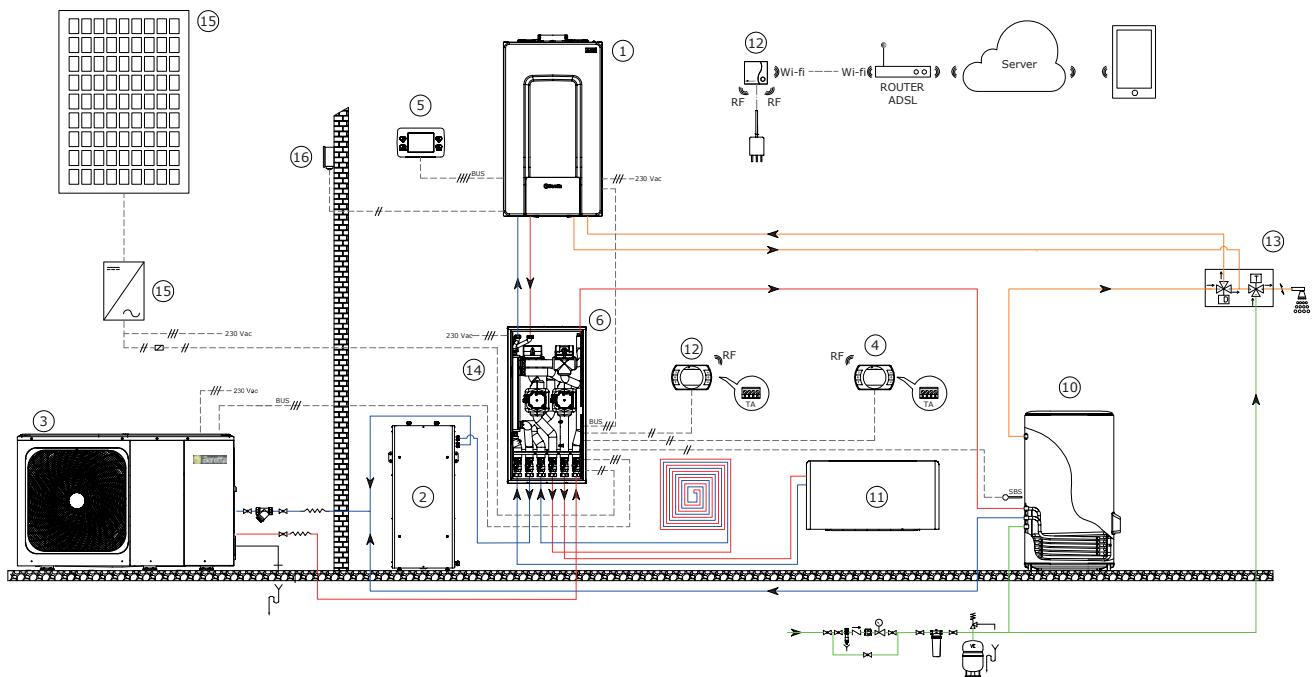 15
1
12
Wi-fi
Wi-fi
RF
RF
ROUTER
ADSL
Server
5
16
BUS
230 Vac
13
T
15
230 Vac
230 Vac
6
14
12
RF
TA
RF
4
TA
10
3
230 Vac
BUS
BUS
2
11
SBS
VE